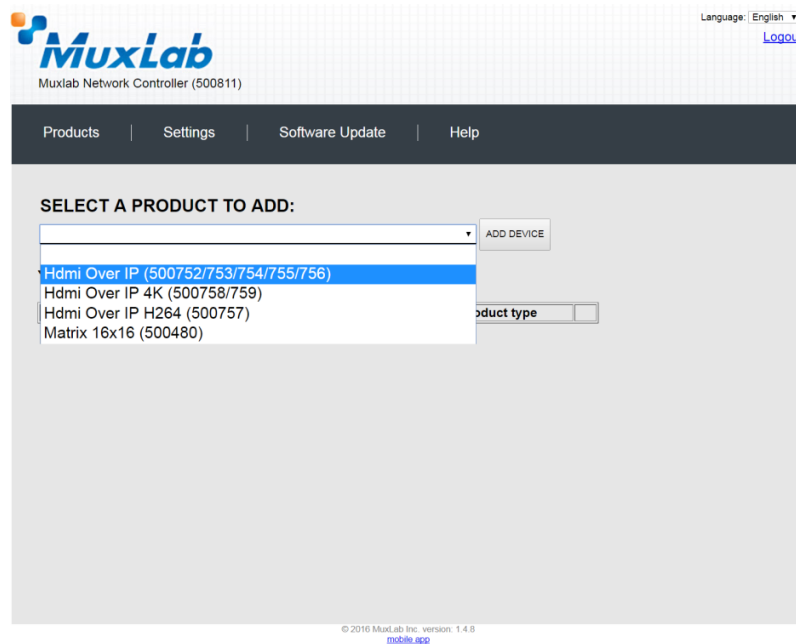 Language: English
MuxLab
Logou
Muxlab Network Controller (500811)
Products | Settings | Software Update | Help
SELECT A PRODUCT TO ADD:
ADD DEVICE
Hdmi Over IP (500752/753/754/755/756)
Hdmi Over IP 4K (500758/759)
Hdmi Over IP H264 (500757)
oduct type
Matrix 16x16 (500480)
© 2016 MuxLab Inc. version: 1.4.8
mobile app